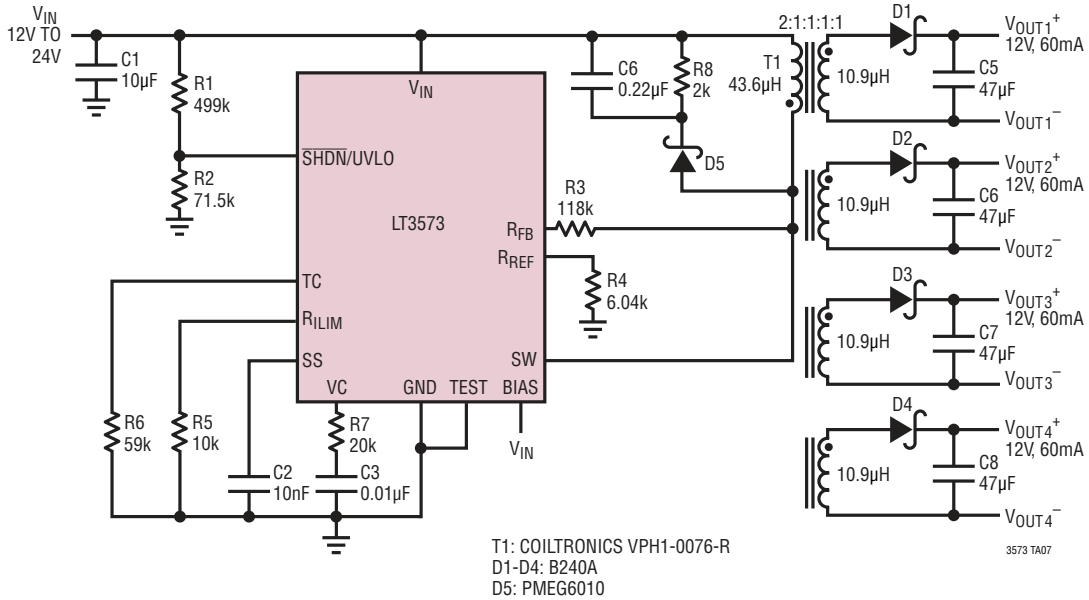 VIN
12V TO
24V
C1
10µF
R1
499k
R2
71.5k
VIN
SHDN/UVLO
LT3573
RFB
RREF
TC
RILIM
SS
SW
VC
GND
TEST
BIAS
VIN
R6
59k
R5
10k
C2
10nF
R7
20k
C3
0.01µF
R3
118k
R4
6.04k
C6
0.22µF
R8
2k
D5
T1
43.6µH
2:1:1:1:1
10.9µH
D1
C5
47µF
VOUT1+
12V, 60mA
VOUT1–
10.9µH
D2
C6
47µF
VOUT2+
12V, 60mA
VOUT2–
10.9µH
D3
C7
47µF
VOUT3+
12V, 60mA
VOUT3–
10.9µH
D4
C8
47µF
VOUT4+
12V, 60mA
VOUT4–
T1: COILTRONICS VPH1-0076-R
D1-D4: B240A
D5: PMEG6010
3573 TA07